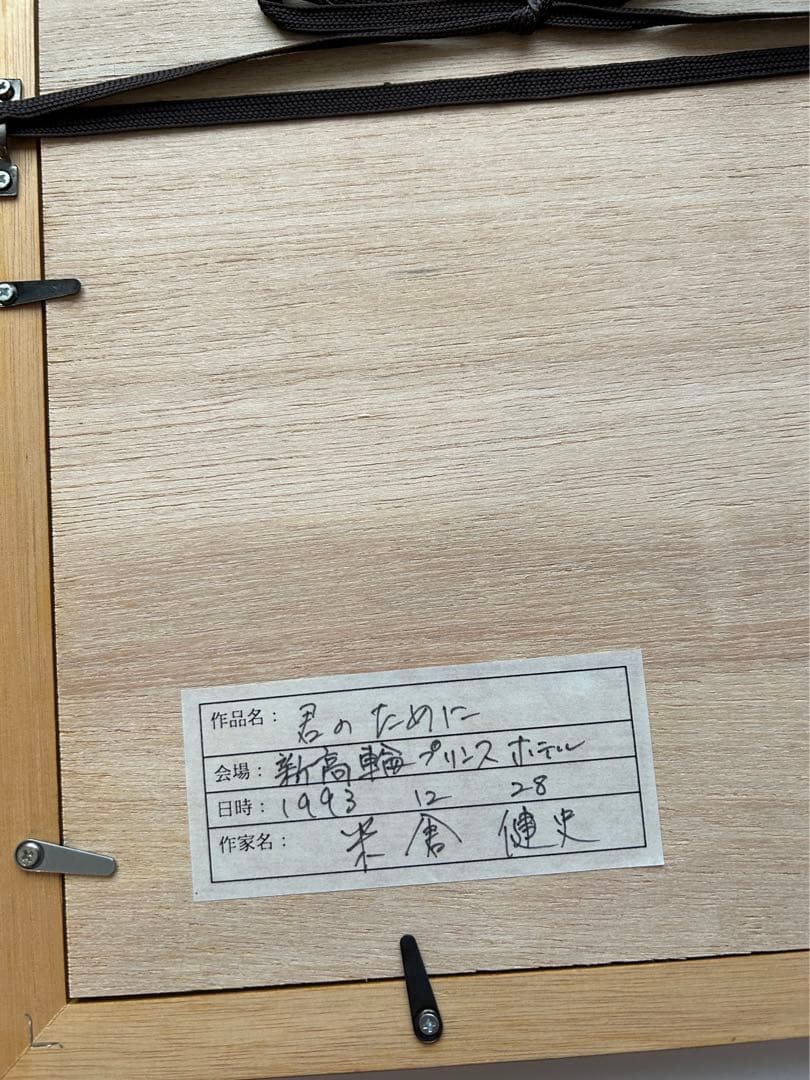 作品名：君のために
会場：新高輪プリンスホテル
日時：1993 12 28
作家名：米倉 健史